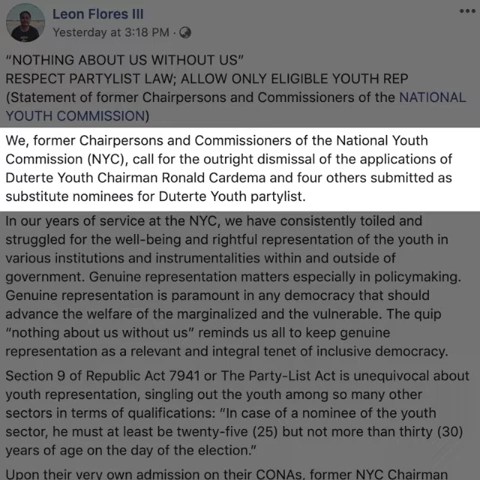 Leon Flores III
Yesterday at 3:18 PM ·
“NOTHING ABOUT US WITHOUT US”
RESPECT PARTYLIST LAW; ALLOW ONLY ELIGIBLE YOUTH REP
(Statement of former Chairpersons and Commissioners of the NATIONAL
YOUTH COMMISSION)
We, former Chairpersons and Commissioners of the National Youth
Commission (NYC), call for the outright dismissal of the applications of
Duterte Youth Chairman Ronald Cardema and four others submitted as
substitute nominees for Duterte Youth partylist.
In our years of service at the NYC, we have consistently toiled and
struggled for the well-being and rightful representation of the youth in
various institutions and instrumentalities within and outside of
government. Genuine representation matters especially in policymaking.
Genuine representation is paramount in any democracy that should
advance the welfare of the marginalized and the vulnerable. The quip
“nothing about us without us” reminds us all to keep genuine
representation as a relevant and integral tenet of inclusive democracy.
Section 9 of Republic Act 7941 or The Party-List Act is unequivocal about
youth representation, singling out the youth among so many other
sectors in terms of qualifications: “In case of a nominee of the youth
sector, he must at least be twenty-five (25) but not more than thirty (30)
years of age on the day of the election.”
Upon their very own admission on their CONAs, former NYC Chairman